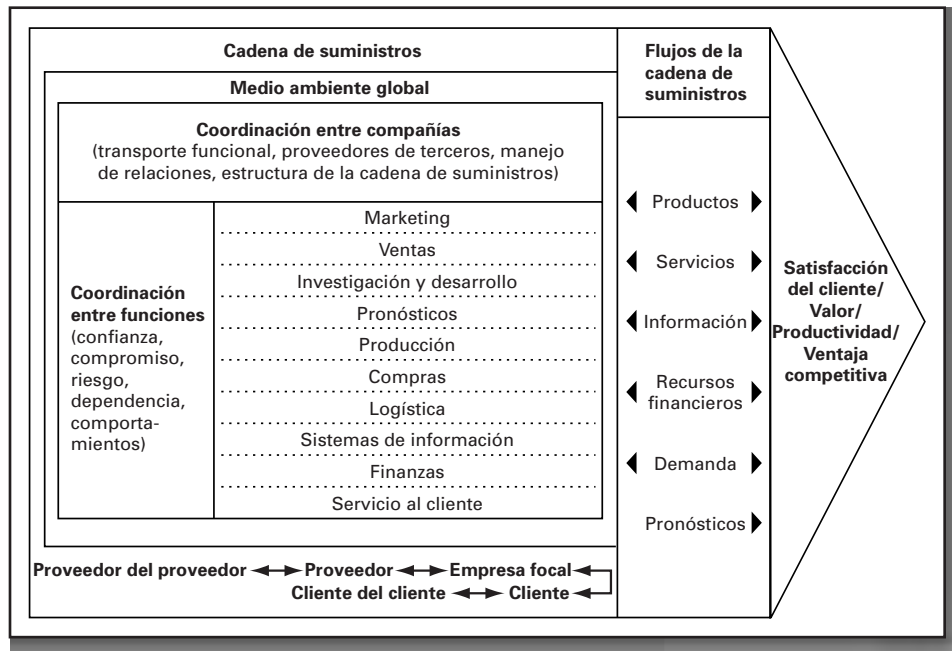 Cadena de suministros
Flujos de la
cadena de
suministros
Medio ambiente global
Coordinación entre compañías
(transporte funcional, proveedores de terceros, manejo
de relaciones, estructura de la cadena de suministros)
Coordinación
entre funciones
(confianza,
compromiso,
riesgo,
dependencia,
comporta-
mientos)
Marketing
Ventas
Investigación y desarrollo
Pronósticos
Producción
Compras
Logística
Sistemas de información
Finanzas
Servicio al cliente
Productos
Servicios
Información
Recursos
financieros
Demanda
Pronósticos
Satisfacción
del cliente/
Valor/
Productividad/
Ventaja
competitiva
Proveedor del proveedor Proveedor Empresa focal
Cliente del cliente Cliente